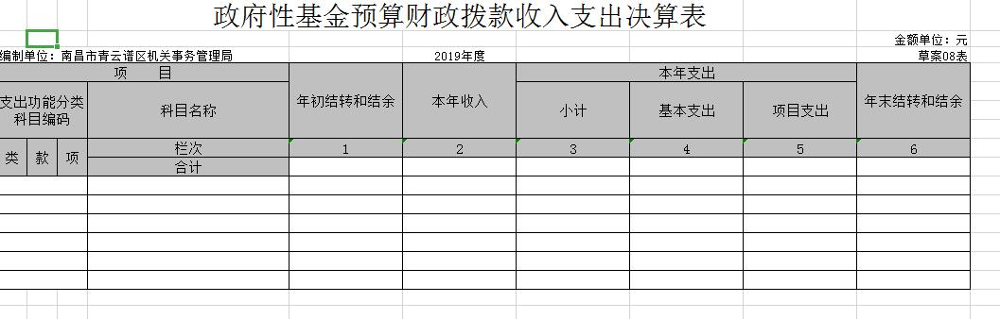 政府性基金预算财政拨款收入支出决算表
金额单位：元
编制单位：南昌市青云谱区机关事务管理局 2019年度 草案08表
项 目
年初结转和结余
本年收入
本年支出
年末结转和结余
支出功能分类
科目编码
科目名称
小计
基本支出
项目支出
类 款 项
栏次 1 2 3 4 5 6
合计